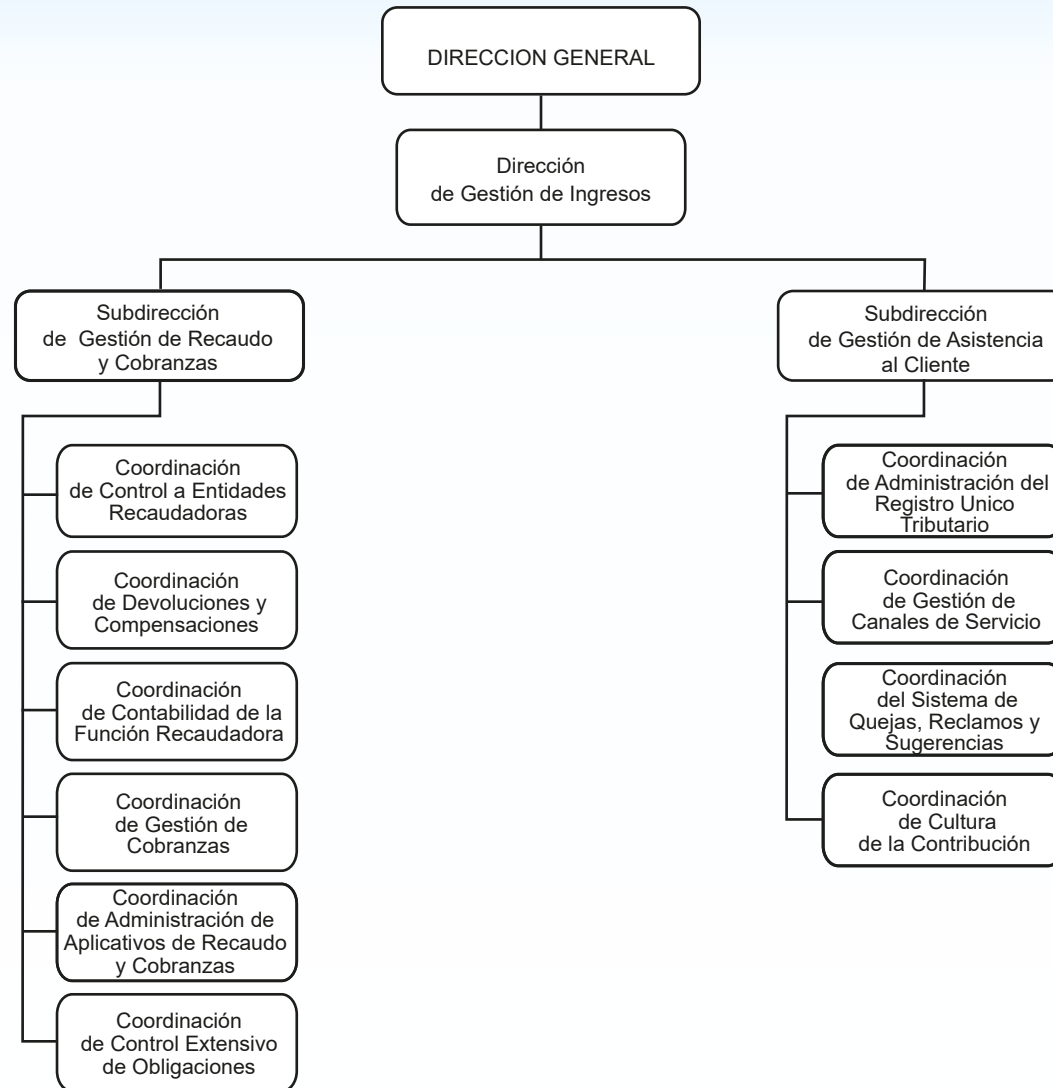 DIRECCION GENERAL
Dirección
de Gestión de Ingresos
Subdirección
de Gestión de Recaudo
y Cobranzas
Coordinación
de Control a Entidades
Recaudadoras
Coordinación
de Devoluciones y
Compensaciones
Coordinación
de Contabilidad de la
Función Recaudadora
Coordinación
de Gestión de
Cobranzas
Coordinación
de Administración de
Aplicativos de Recaudo
y Cobranzas
Coordinación
de Control Extensivo
de Obligaciones
Subdirección
de Gestión de Asistencia
al Cliente
Coordinación
de Administración del
Registro Unico
Tributario
Coordinación
de Gestión de
Canales de Servicio
Coordinación
del Sistema de
Quejas, Reclamos y
Sugerencias
Coordinación
de Cultura
de la Contribución